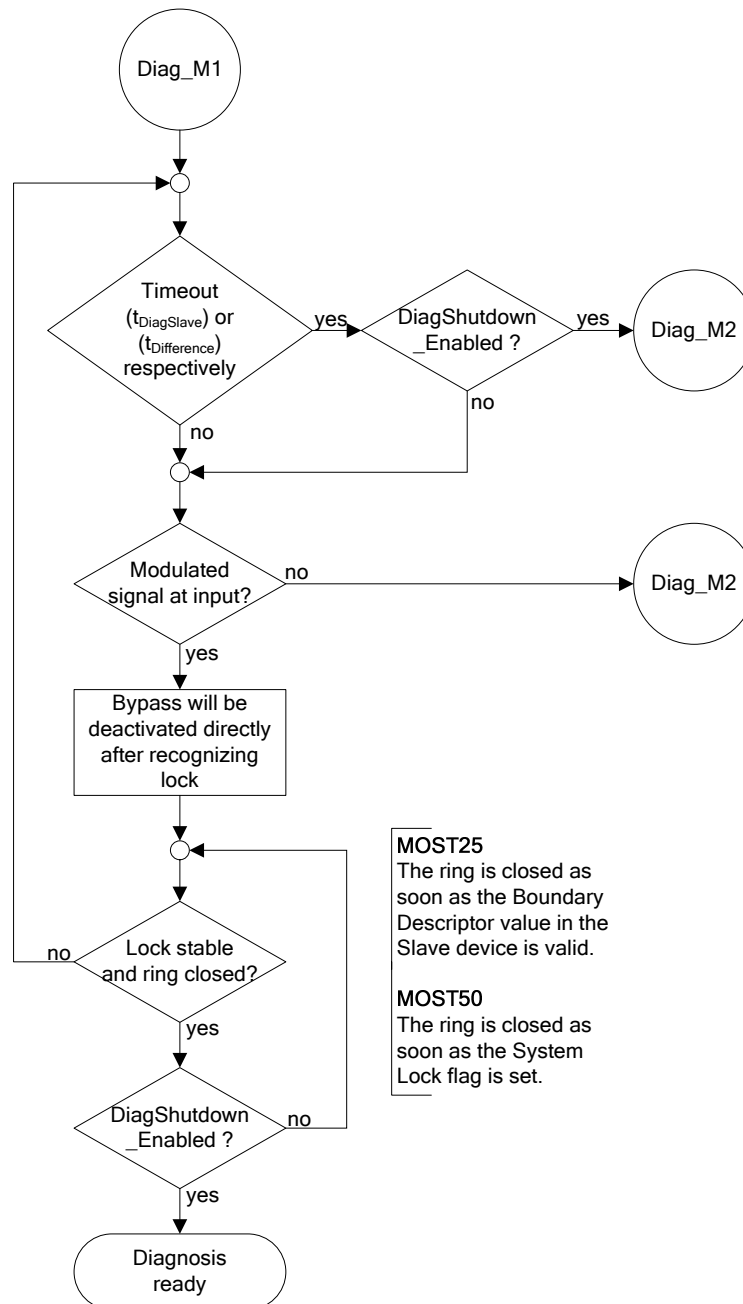 Diag_M1
Timeout
(tDiagSlave) or
(tDifference)
respectively
yes
DiagShutdown
_Enabled ?
yes
Diag_M2
no
no
Modulated
signal at input?
no
Diag_M2
yes
Bypass will be
deactivated directly
after recognizing
lock
MOST25
The ring is closed as
soon as the Boundary
Descriptor value in the
Slave device is valid.
no
Lock stable
and ring closed?
MOST50
The ring is closed as
soon as the System
Lock flag is set.
yes
DiagShutdown
_Enabled ?
no
yes
Diagnosis
ready